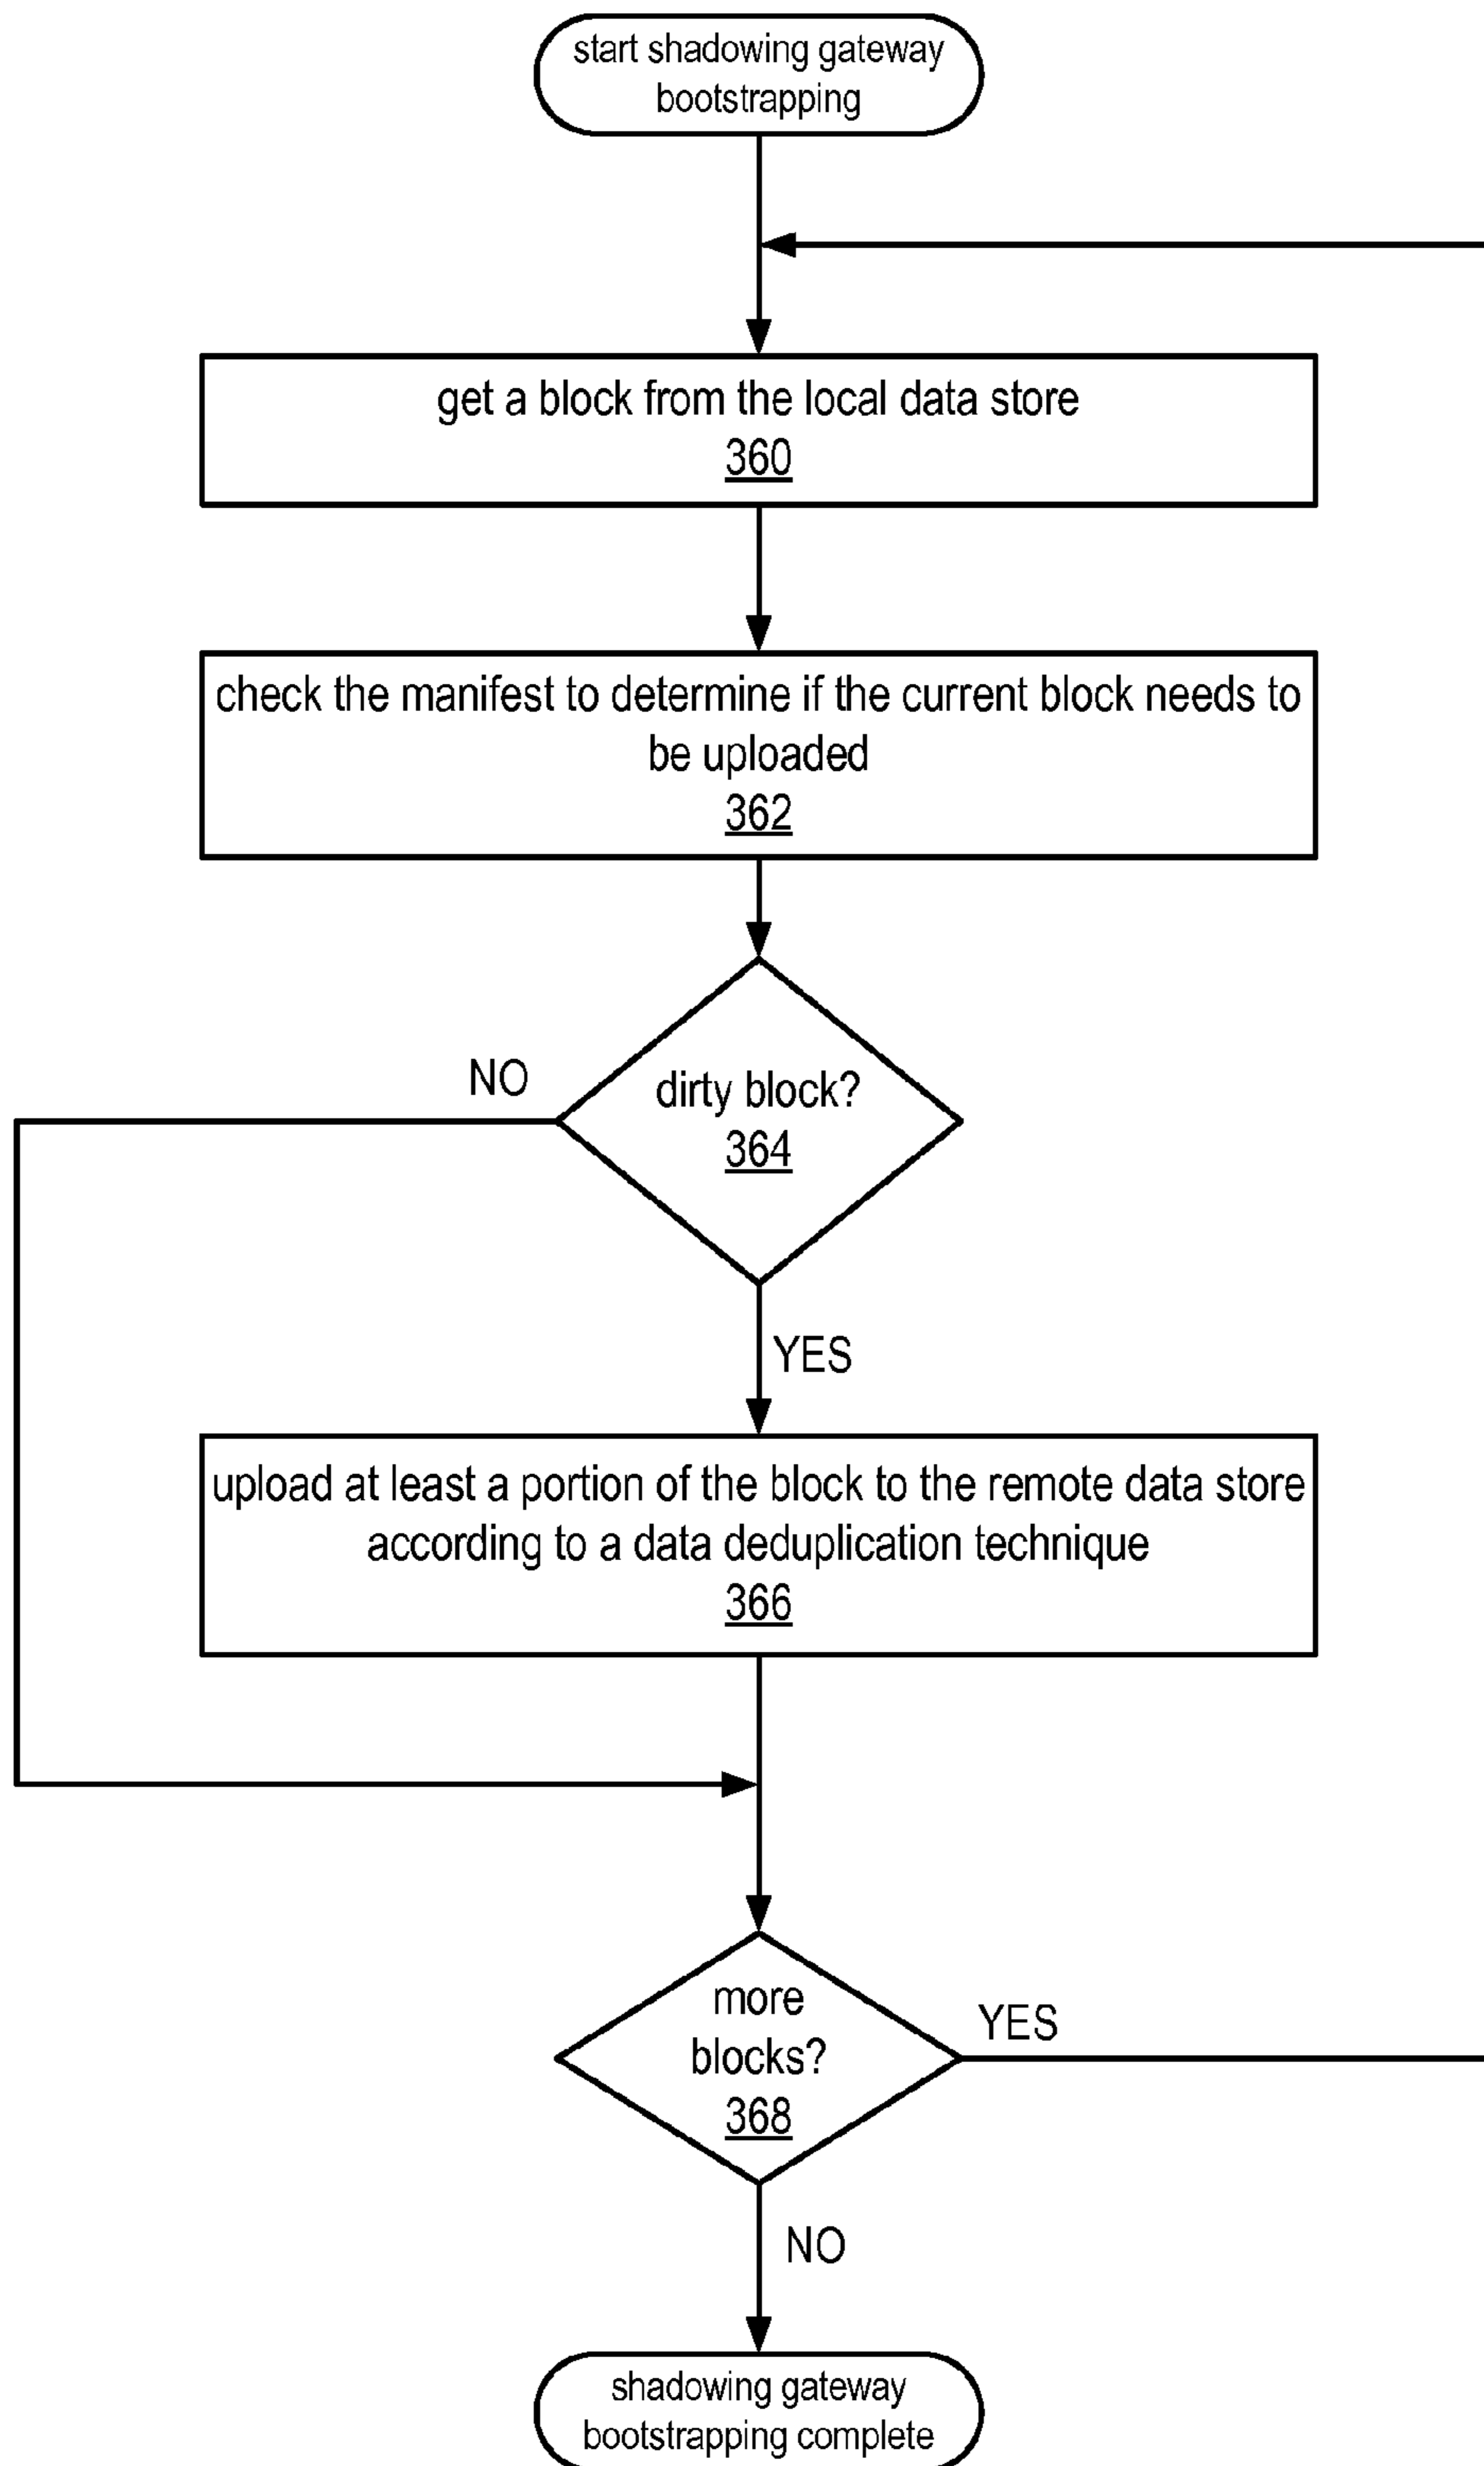 start shadowing gateway
bootstrapping
get a block from the local data store
360
check the manifest to determine if the current block needs to
be uploaded
362
NO
dirty block?
364
YES
upload at least a portion of the block to the remote data store
according to a data deduplication technique
366
more
blocks?
368
YES
NO
shadowing gateway
bootstrapping complete